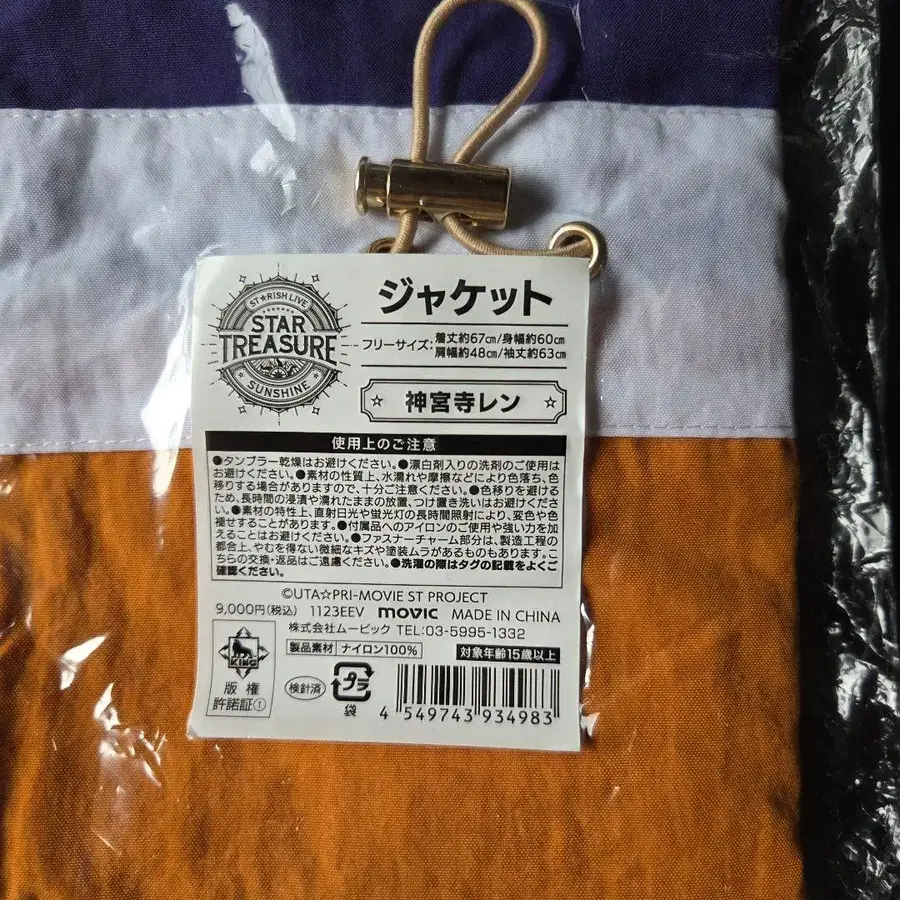 ST☆RISH LIVE
STAR
TREASURE
SUNSHINE
ジャケット
フリーサイズ:着丈約67cm/身幅約60cm
肩幅約48cm/袖丈約63cm
☆ 神宮寺レン ☆
使用上のご注意
●タンブラー乾燥はお避けください。●漂白剤入りの洗剤のご使用は
お避けください。●素材の性質上、水濡れや摩擦などにより色落ち、色
移りする場合がありますので、十分ご注意ください。●色移りを避ける
ため、長時間の浸漬や濡れたままの放置、つけ置き洗いはお避けくださ
い。●素材の特性上、直射日光や蛍光灯の長時間照射により、変色や色
褪せすることがあります。●付属品へのアイロンのご使用や強い力を加
えることはお避けください。●ファスナーチャーム部分は、製造工程の
都合上、やむを得ない微細なキズや塗装ムラがあるものもあります。こ
ちらの交換・返品はご遠慮ください。●洗濯の際はタグの記載をよくご
確認ください。
©UTA☆PRI-MOVIE ST PROJECT
9,000円(税込) 1123EEV movic MADE IN CHINA
株式会社ムービック TEL:03-5995-1332
製品素材 ナイロン100% 対象年齢15歳以上
KING
版権
許諾証①
検針済
プラ
袋
4 549743 934983